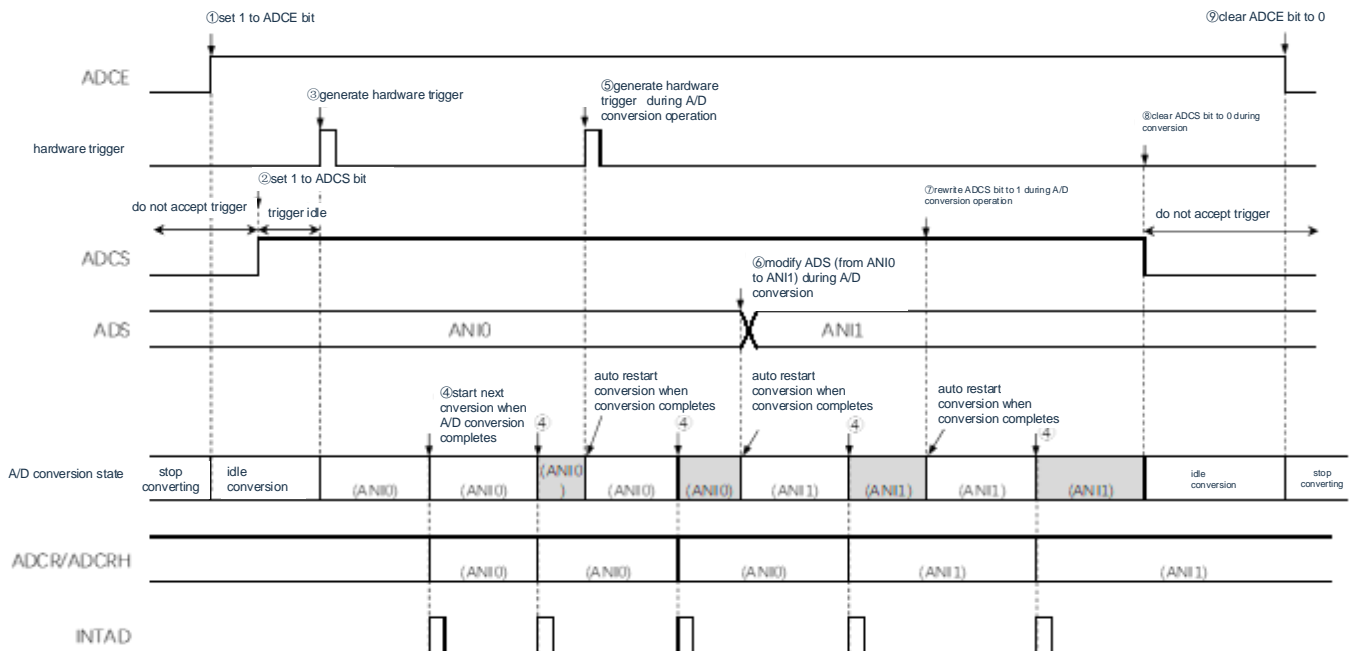 ①set 1 to ADCE bit
⑨clear ADCE bit to 0
ADCE
③generate hardware trigger
⑤generate hardware
trigger during A/D
conversion operation
⑧clear ADCS bit to 0 during
conversion
hardware trigger
②set 1 to ADCS bit
⑦rewrite ADCS bit to 1 during A/D
conversion operation
do not accept trigger
trigger idle
do not accept trigger
ADCS
⑥modify ADS (from ANI0
to ANI1) during A/D
conversion
ADS
ANI0
ANI1
④start next
cnversion when
A/D conversion
completes
auto restart
conversion when
conversion completes
auto restart
conversion when
conversion completes
auto restart
conversion when
conversion completes
④
④
④
④
A/D conversion state
stop
converting
idle
conversion
(ANI0)
(ANI0)
(ANI0
)
(ANI0)
(ANI0)
(ANI1)
(ANI1)
(ANI1)
(ANI1)
idle
conversion
stop
converting
ADCR/ADCRH
(ANI0)
(ANI0)
(ANI0)
(ANI1)
(ANI1)
INTAD